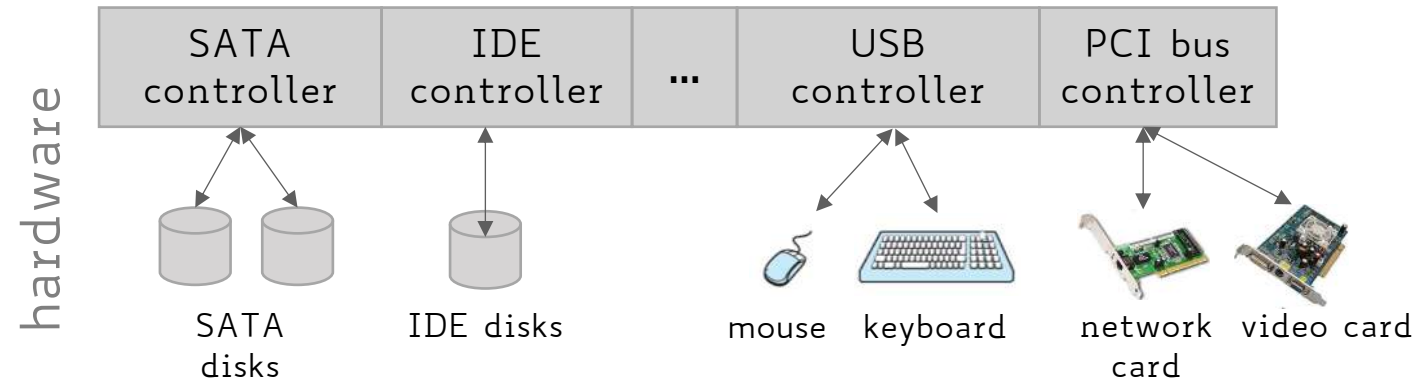 hardware
SATA
controller
IDE
controller
...
USB
controller
PCI bus
controller
SATA
disks
IDE disks
mouse
keyboard
network
card
video card